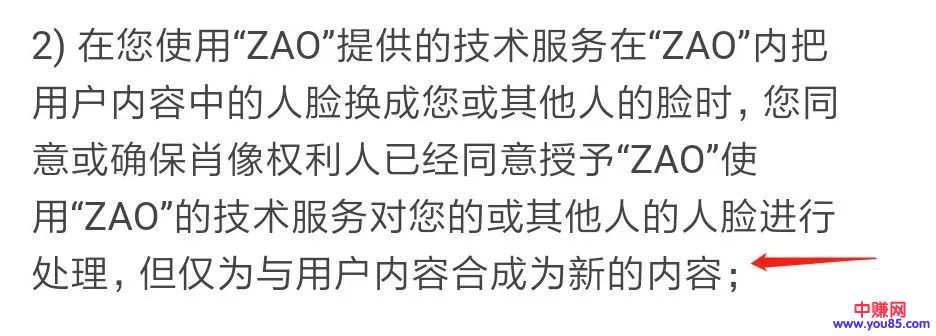 2) 在您使用“ZAO”提供的技术服务在“ZAO”内把
用户内容中的人脸换成您或其他人的脸时，您同
意或确保肖像权利人已经同意授予“ZAO”使
用“ZAO”的技术服务对您的或其他人的人脸进行
处理，但仅为与用户内容合成为新的内容；
中赚网
www.you85.com